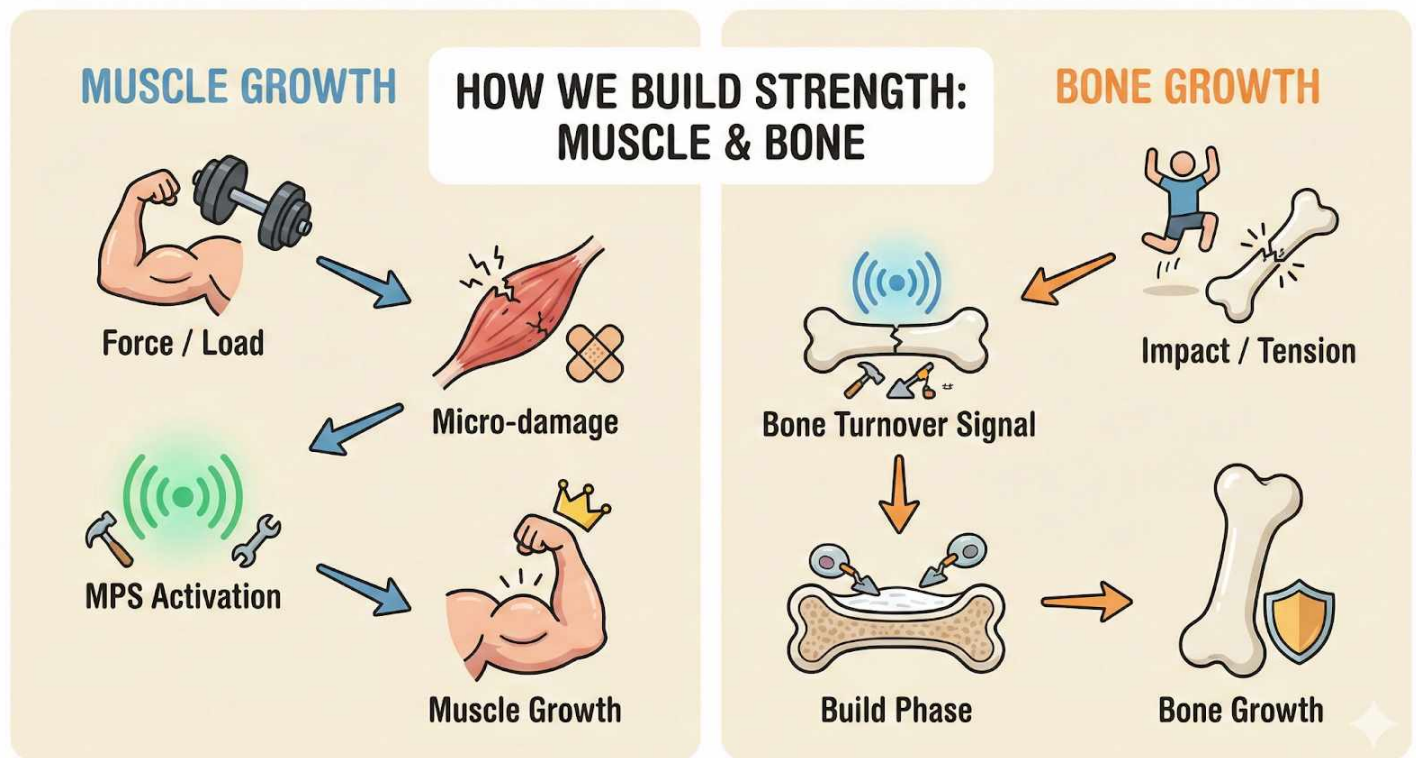 MUSCLE GROWTH
HOW WE BUILD STRENGTH:
MUSCLE & BONE
BONE GROWTH
Force / Load
Micro-damage
MPS Activation
Muscle Growth
Impact / Tension
Bone Turnover Signal
Build Phase
Bone Growth